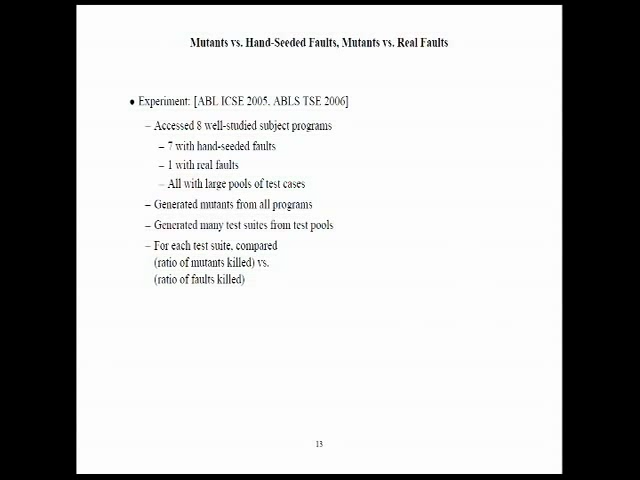 Mutants vs. Hand-Seeded Faults, Mutants vs. Real Faults
• Experiment: [ABL ICSE 2005, ABLS TSE 2006]
– Accessed 8 well-studied subject programs
– 7 with hand-seeded faults
– 1 with real faults
– All with large pools of test cases
– Generated mutants from all programs
– Generated many test suites from test pools
– For each test suite, compared
(ratio of mutants killed) vs.
(ratio of faults killed)
13